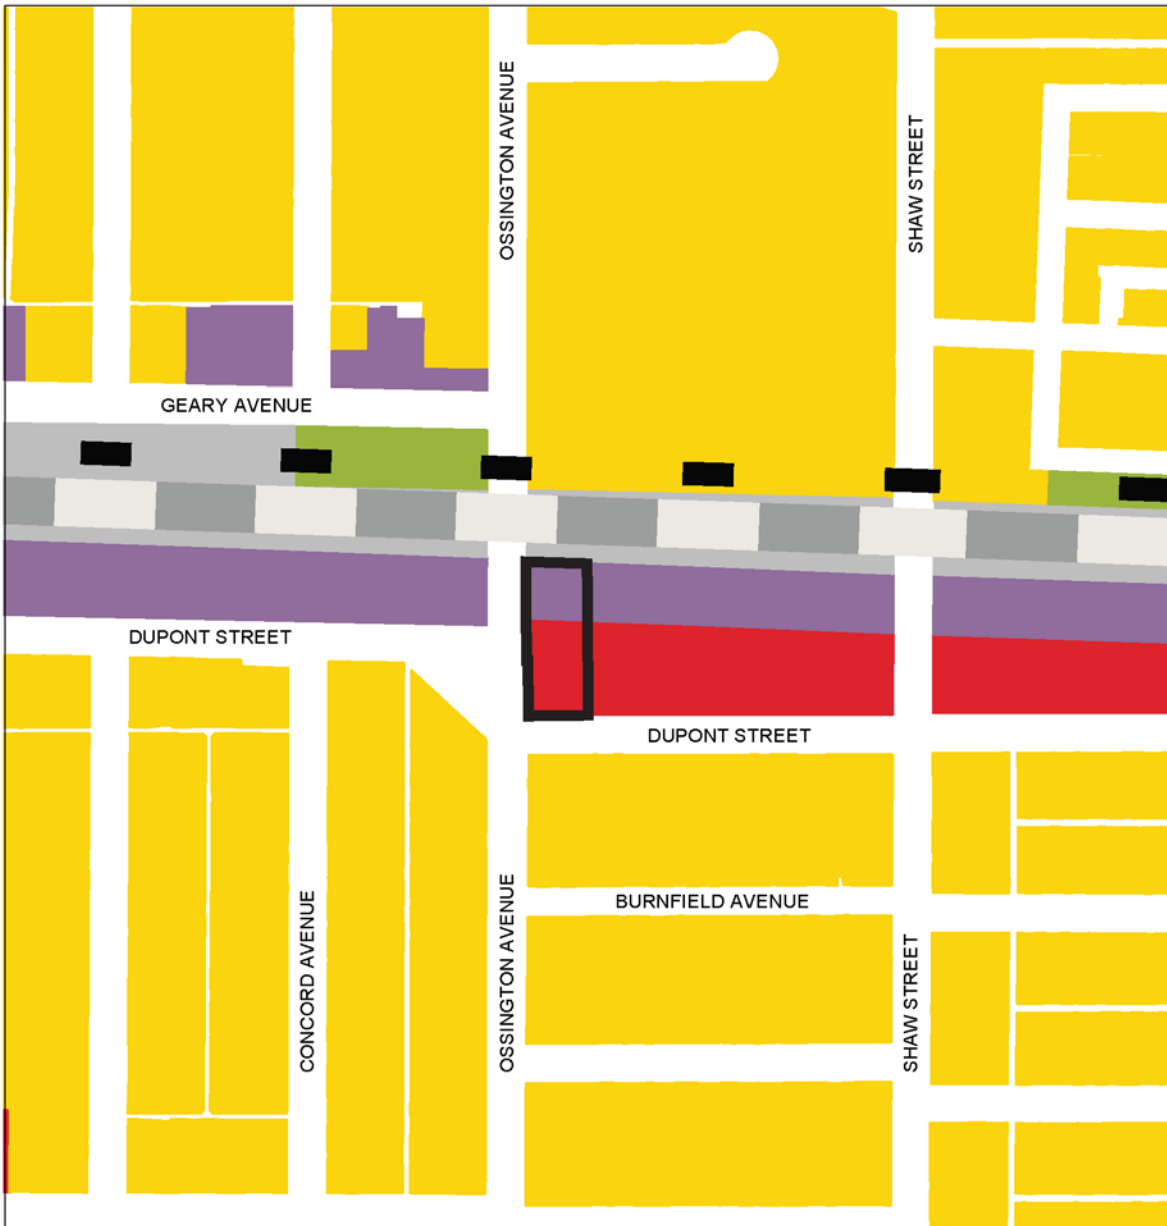 OSSINGTON AVENUE
SHAW STREET
GEARY AVENUE
DUPONT STREET
DUPONT STREET
BURNFIELD AVENUE
CONCORD AVENUE
OSSINGTON AVENUE
SHAW STREET